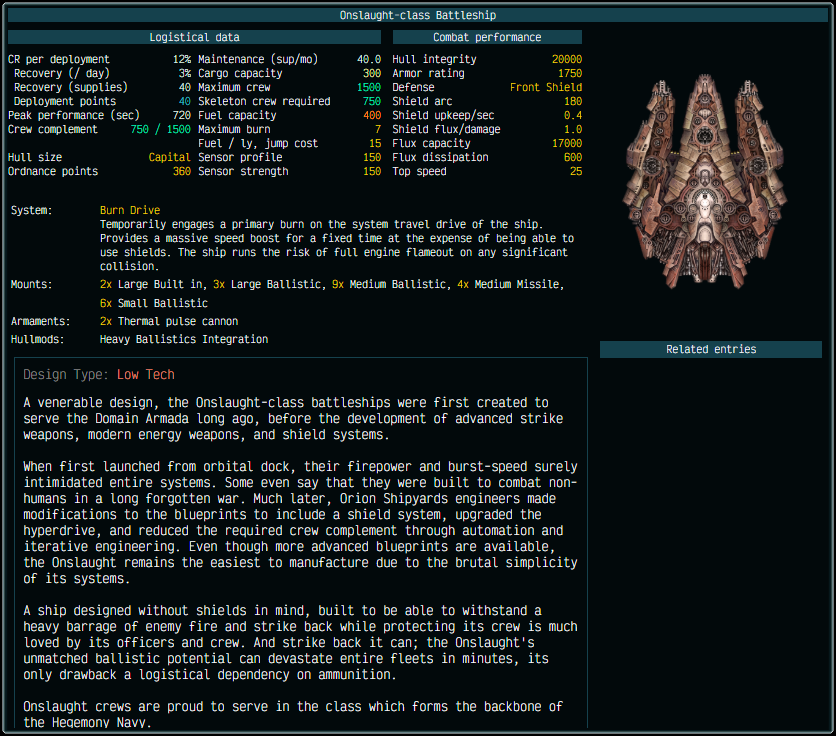 Onslaught-class Battleship
Logistical data
CR per deployment 12% Maintenance (sup/mo) 40.0
Recovery (/ day) 3% Cargo capacity 300
Recovery (supplies) 40 Maximum crew 1500
Deployment points 40 Skeleton crew required 750
Peak performance (sec) 720 Fuel capacity 400
Crew complement 750 / 1500 Maximum burn 7
Fuel / ly, jump cost 15
Hull size Capital Sensor profile 150
Ordnance points 360 Sensor strength 150
Combat performance
Hull integrity 20000
Armor rating 1750
Defense Front Shield
Shield arc 180
Shield upkeep/sec 0.4
Shield flux/damage 1.0
Flux capacity 17000
Flux dissipation 600
Top speed 25
System: Burn Drive
Temporarily engages a primary burn on the system travel drive of the ship.
Provides a massive speed boost for a fixed time at the expense of being able to
use shields. The ship runs the risk of full engine flameout on any significant
collision.
Mounts: 2x Large Built in, 3x Large Ballistic, 9x Medium Ballistic, 4x Medium Missile,
6x Small Ballistic
Armaments: 2x Thermal pulse cannon
Hullmods: Heavy Ballistics Integration
Related entries
Design Type: Low Tech
A venerable design, the Onslaught-class battleships were first created to
serve the Domain Armada long ago, before the development of advanced strike
weapons, modern energy weapons, and shield systems.
When first launched from orbital dock, their firepower and burst-speed surely
intimidated entire systems. Some even say that they were built to combat non-
humans in a long forgotten war. Much later, Orion Shipyards engineers made
modifications to the blueprints to include a shield system, upgraded the
hyperdrive, and reduced the required crew complement through automation and
iterative engineering. Even though more advanced blueprints are available,
the Onslaught remains the easiest to manufacture due to the brutal simplicity
of its systems.
A ship designed without shields in mind, built to be able to withstand a
heavy barrage of enemy fire and strike back while protecting its crew is much
loved by its officers and crew. And strike back it can; the Onslaught's
unmatched ballistic potential can devastate entire fleets in minutes, its
only drawback a logistical dependency on ammunition.
Onslaught crews are proud to serve in the class which forms the backbone of
the Hegemony Navy.